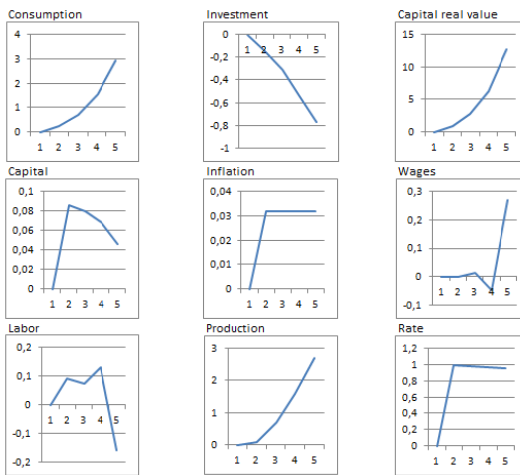 Consumption
4
3
2
1
0
1 2 3 4 5
Investment
0
-0,2
-0,4
-0,6
-0,8
-1
1 2 3 4 5
Capital real value
15
10
5
0
1 2 3 4 5
Capital
0,1
0,08
0,06
0,04
0,02
0
1 2 3 4 5
Inflation
0,04
0,03
0,02
0,01
0
1 2 3 4 5
Wages
0,3
0,2
0,1
0
-0,1
1 2 3 4 5
Labor
0,2
0,1
0
-0,1
-0,2
1 2 3 4 5
Production
3
2
1
0
1 2 3 4 5
Rate
1,2
1
0,8
0,6
0,4
0,2
0
1 2 3 4 5